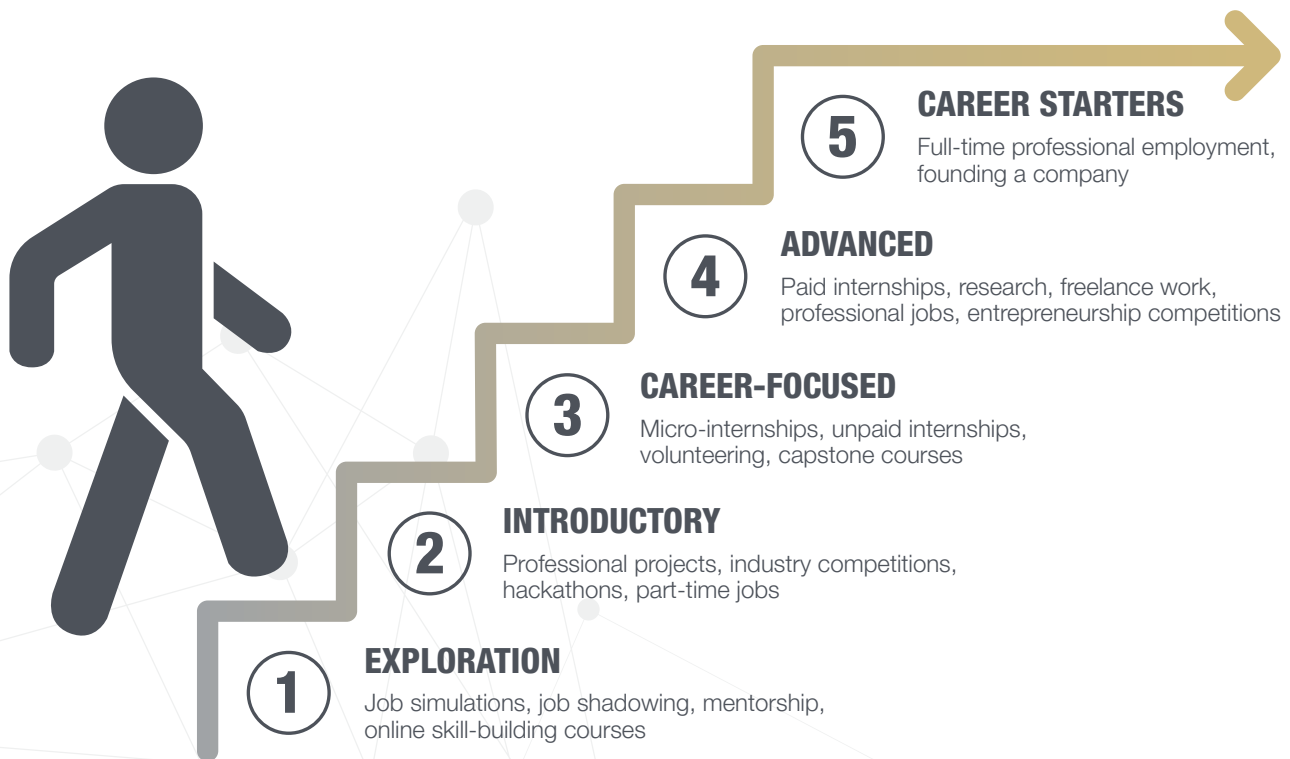 5
CAREER STARTERS
Full-time professional employment,
founding a company
4
ADVANCED
Paid internships, research, freelance work,
professional jobs, entrepreneurship competitions
3
CAREER-FOCUSED
Micro-internships, unpaid internships,
volunteering, capstone courses
2
INTRODUCTORY
Professional projects, industry competitions,
hackathons, part-time jobs
1
EXPLORATION
Job simulations, job shadowing, mentorship,
online skill-building courses